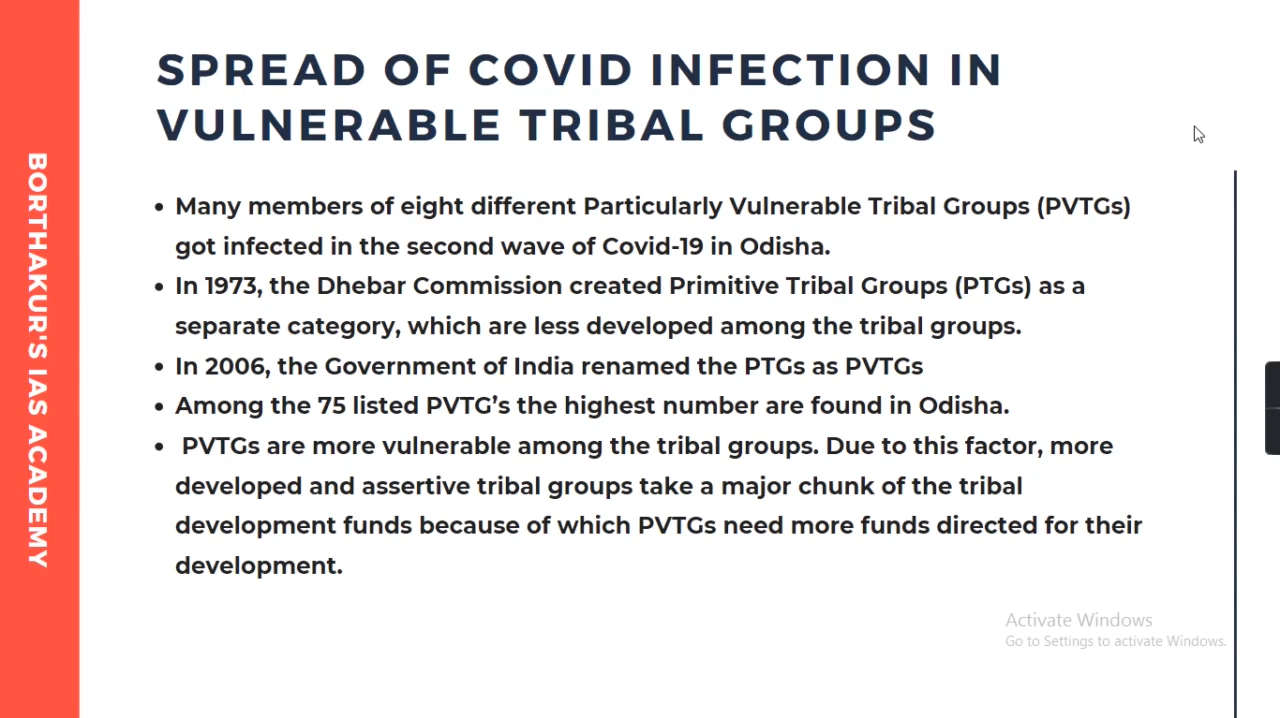 BORTHAKUR'S IAS ACADEMY
SPREAD OF COVID INFECTION IN
VULNERABLE TRIBAL GROUPS
• Many members of eight different Particularly Vulnerable Tribal Groups (PVTGs)
got infected in the second wave of Covid-19 in Odisha.
• In 1973, the Dhebar Commission created Primitive Tribal Groups (PTGs) as a
separate category, which are less developed among the tribal groups.
• In 2006, the Government of India renamed the PTGs as PVTGs
• Among the 75 listed PVTG’s the highest number are found in Odisha.
• PVTGs are more vulnerable among the tribal groups. Due to this factor, more
developed and assertive tribal groups take a major chunk of the tribal
development funds because of which PVTGs need more funds directed for their
development.
Activate Windows
Go to Settings to activate Windows.